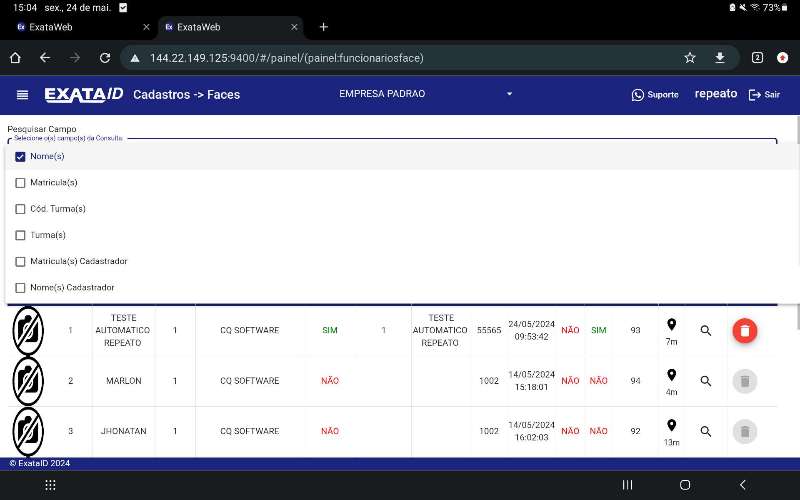 15:04 sex., 24 de mai.
73%
Ex ExataWeb
Ex ExataWeb
144.22.149.125:9400/#/painel/(painel:funcionariosface)
2
EXATAID Cadastros -> Faces EMPRESA PADRAO Suporte repeato Sair
Pesquisar Campo
Selecione o(s) campo(s) da Consulta
Nome(s)
Matricula(s)
Cód. Turma(s)
Turma(s)
Matricula(s) Cadastrador
Nome(s) Cadastrador
1 TESTE AUTOMATICO REPEATO 1 CQ SOFTWARE SIM 1 TESTE AUTOMATICO REPEATO 55565 24/05/2024 09:53:42 NÃO SIM 93 7m
2 MARLON 1 CQ SOFTWARE NÃO 1002 14/05/2024 15:18:01 NÃO NÃO 94 4m
3 JHONATAN 1 CQ SOFTWARE NÃO 1002 14/05/2024 16:02:03 NÃO NÃO 92 13m
© ExataID 2024